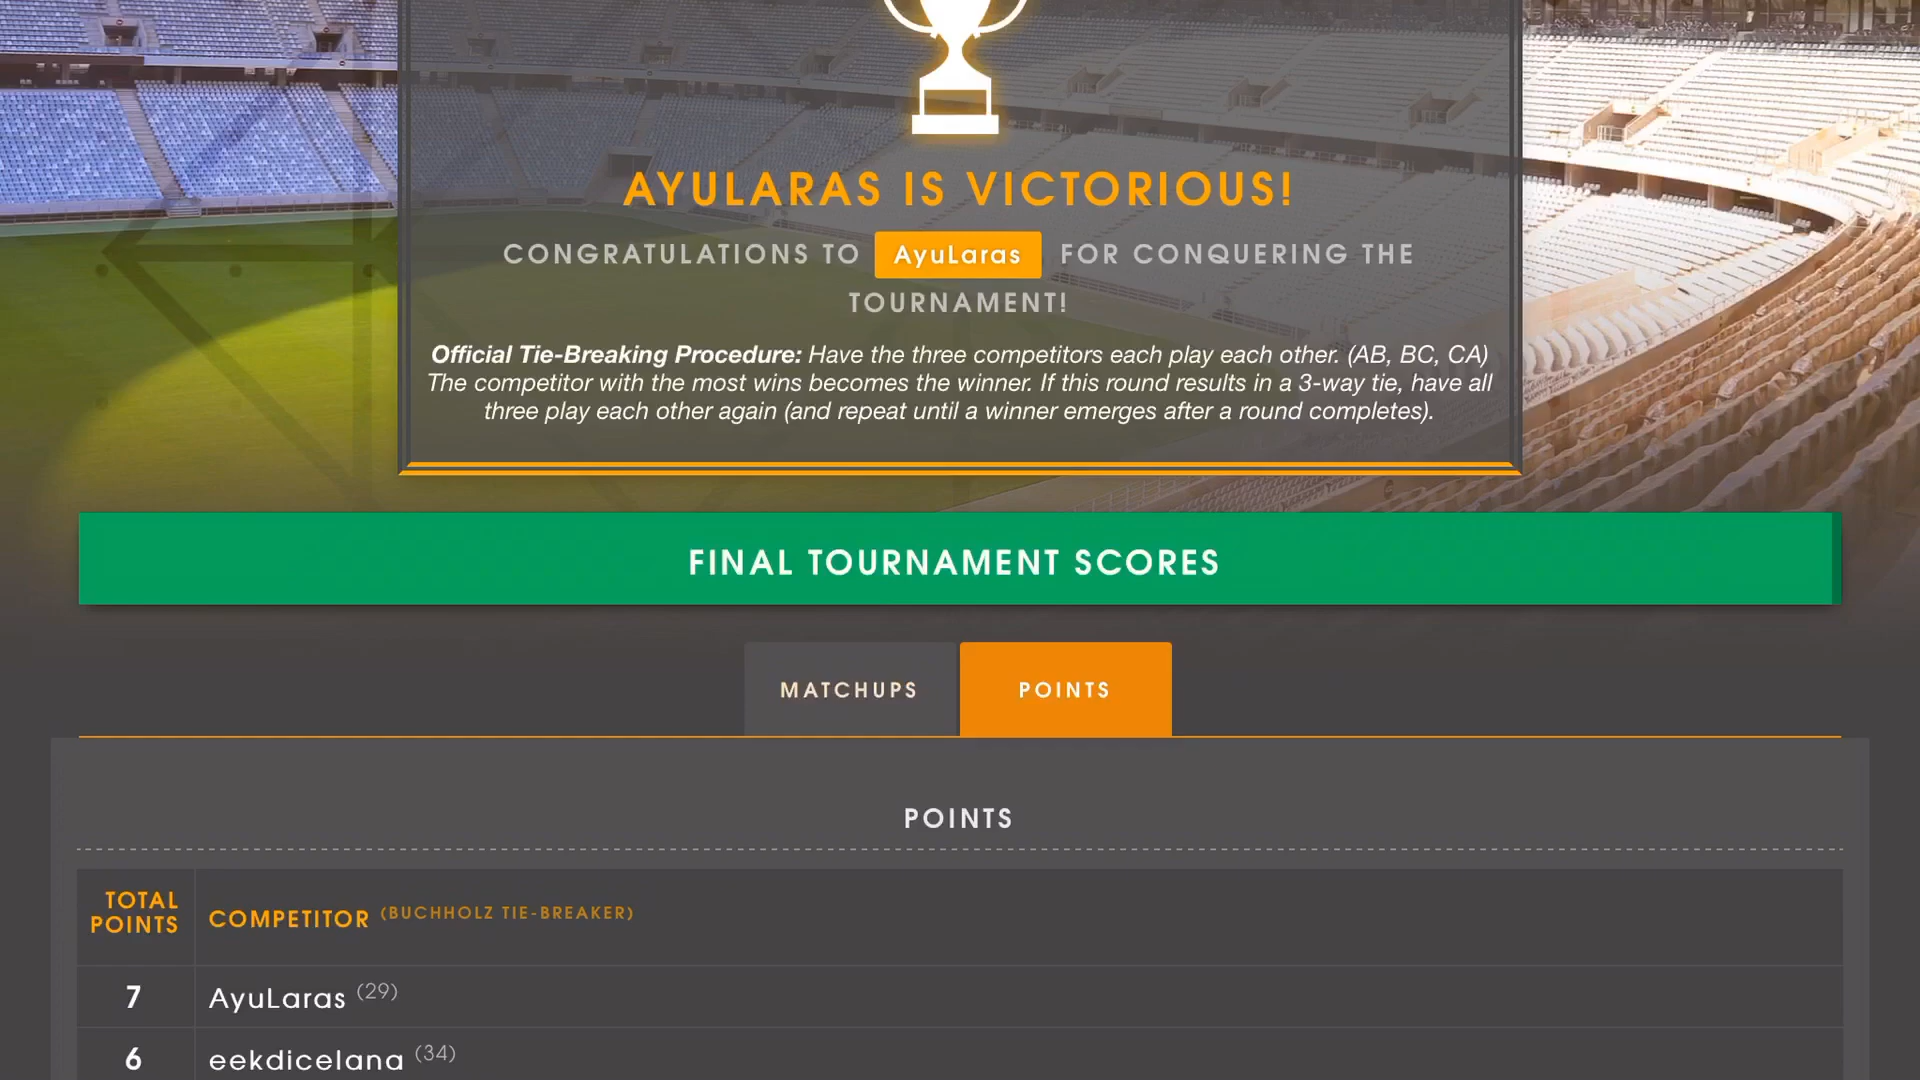 AYULARAS IS VICTORIOUS!
CONGRATULATIONS TO AyuLaras FOR CONQUERING THE
TOURNAMENT!
Official Tie-Breaking Procedure: Have the three competitors each play each other. (AB, BC, CA)
The competitor with the most wins becomes the winner. If this round results in a 3-way tie, have all
three play each other again (and repeat until a winner emerges after a round completes).
FINAL TOURNAMENT SCORES
MATCHUPS
POINTS
POINTS
TOTAL
POINTS
COMPETITOR (BUCHHOLZ TIE-BREAKER)
7 AyuLaras (29)
6 eekdicelana (34)